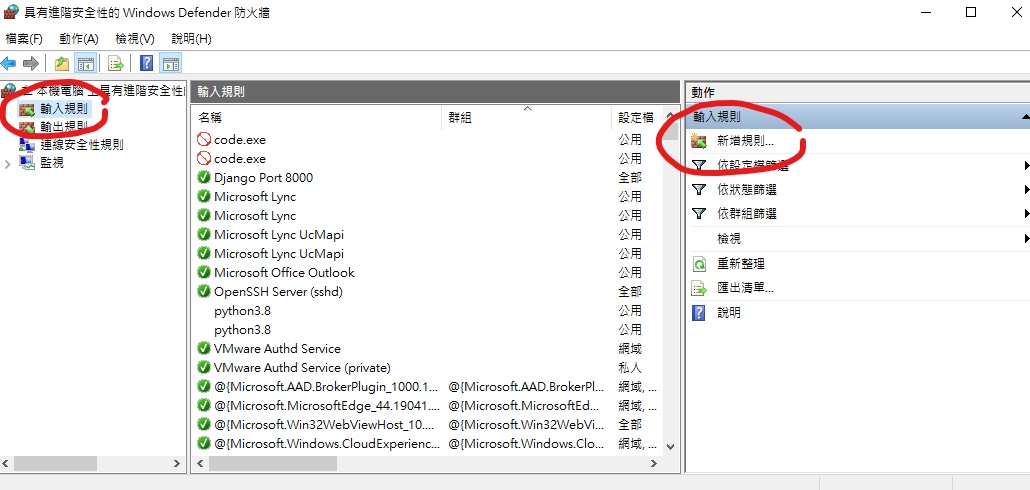 具有進階安全性的 Windows Defender 防火牆
檔案(F) 動作(A) 檢視(V) 說明(H)
在 本機電腦 上具有進階安全性
輸入規則
輸出規則
連線安全性規則
監視
輸入規則
名稱 群組 設定檔
code.exe 公用
code.exe 公用
Django Port 8000 全部
Microsoft Lync 公用
Microsoft Lync 公用
Microsoft Lync UcMapi 公用
Microsoft Lync UcMapi 公用
Microsoft Office Outlook 公用
OpenSSH Server (sshd) 全部
python3.8 公用
python3.8 公用
VMware Authd Service 網域
VMware Authd Service (private) 私人
@{Microsoft.AAD.BrokerPlugin_1000.1... @{Microsoft.AAD.BrokerPl... 網域, ...
@{Microsoft.MicrosoftEdge_44.19041.... @{Microsoft.MicrosoftEd... 網域, ...
@{Microsoft.Win32WebViewHost_10.... @{Microsoft.Win32WebVi... 全部
@{Microsoft.Windows.CloudExperienc... @{Microsoft.Windows.Clou... 網域, ...
動作
輸入規則
新增規則...
依設定檔篩選
依狀態篩選
依群組篩選
檢視
重新整理
匯出清單...
說明